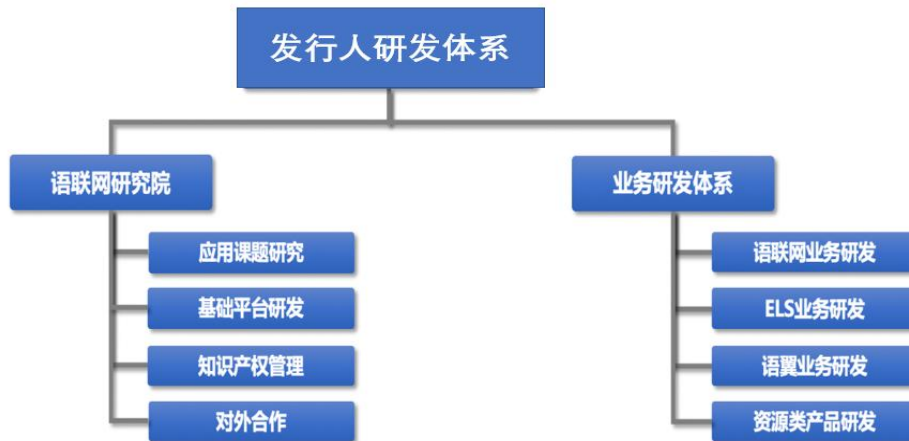 发行人研发体系
语联网研究院
应用课题研究
基础平台研发
知识产权管理
对外合作
业务研发体系
语联网业务研发
ELS业务研发
语翼业务研发
资源类产品研发